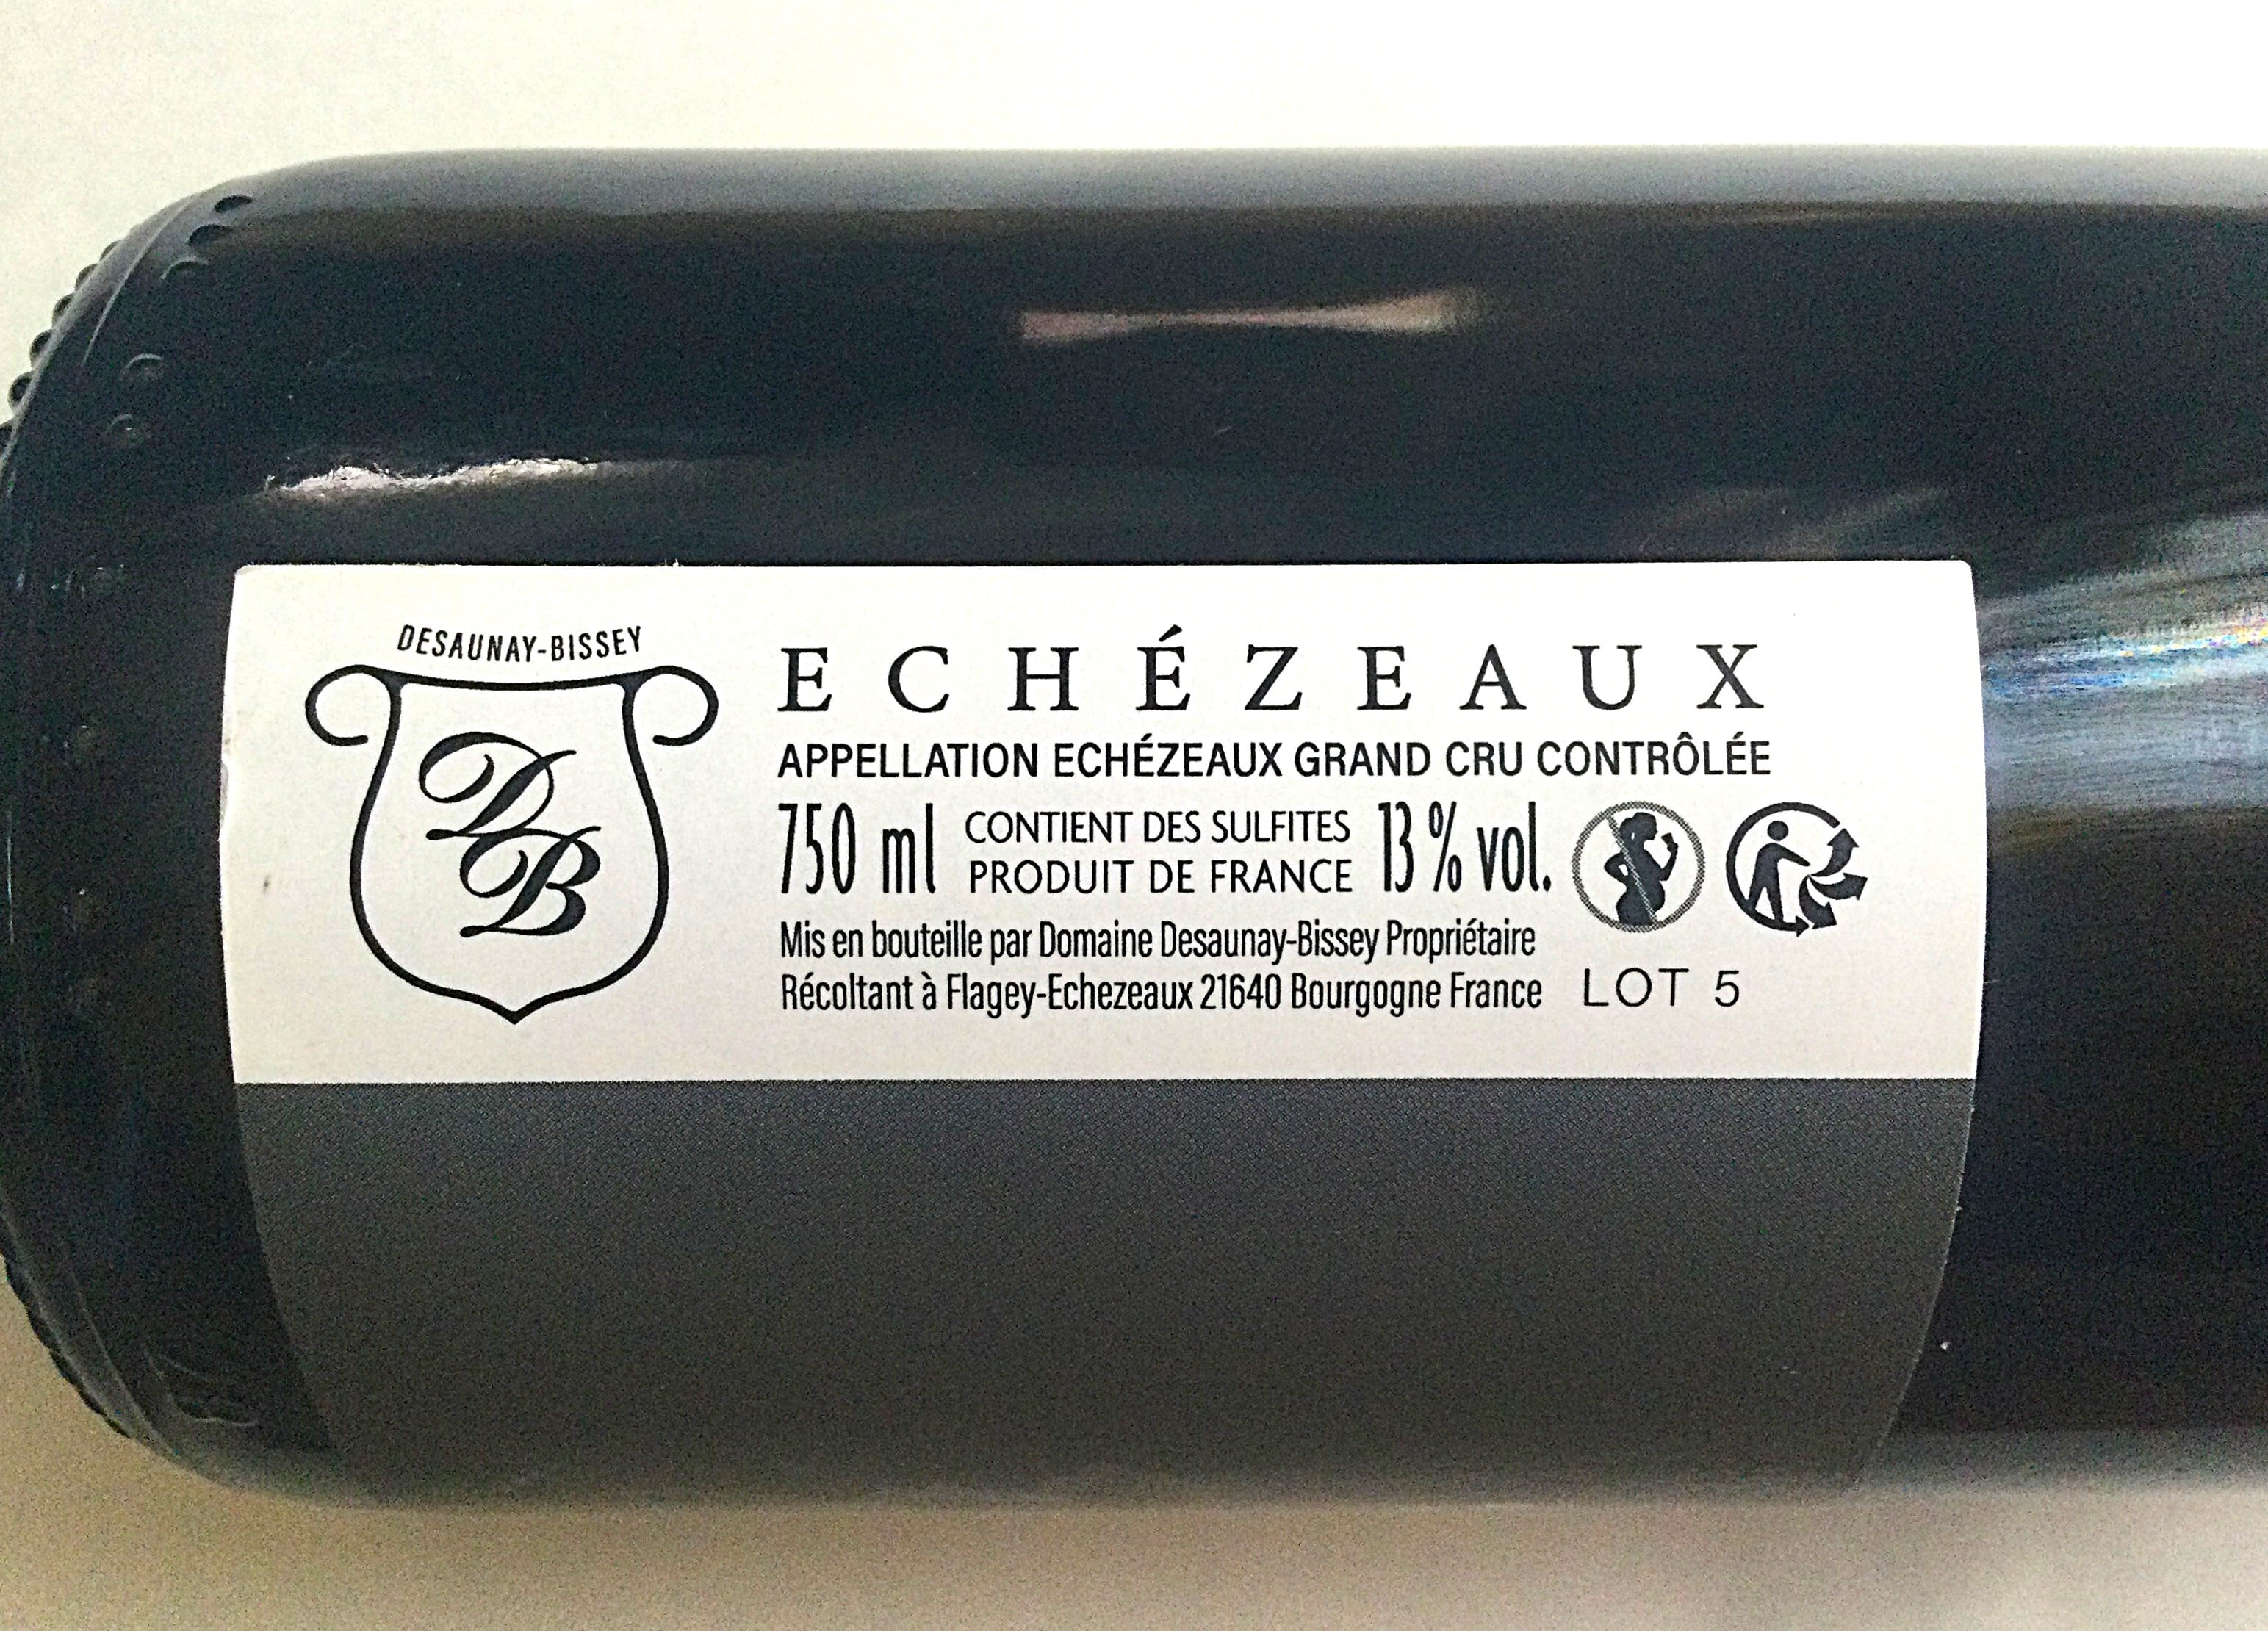 DESAUNAY-BISSEY
DB
ECHÉZEAUX
APPELLATION ECHÉZEAUX GRAND CRU CONTRÔLÉE
750 ml CONTIENT DES SULFITES 13 % vol.
PRODUIT DE FRANCE
Mis en bouteille par Domaine Desaunay-Bissey Propriétaire
Récoltant à Flagey-Echezeaux 21640 Bourgogne France LOT 5